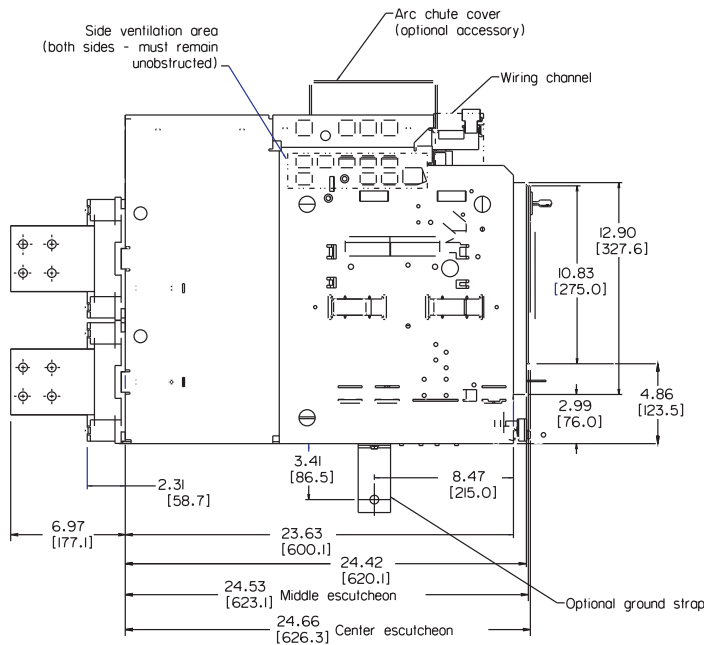 Arc chute cover
(optional accessory)
Side ventilation area
(both sides - must remain
unobstructed)
Wiring channel
12.90
[327.6]
10.83
[275.0]
4.86
[123.5]
2.99
[76.0]
3.41
[86.5]
8.47
[215.0]
2.31
[58.7]
6.97
[177.1]
23.63
[600.1]
24.42
[620.1]
24.53
[623.1] Middle escutcheon
Optional ground strap
24.66
[626.3] Center escutcheon